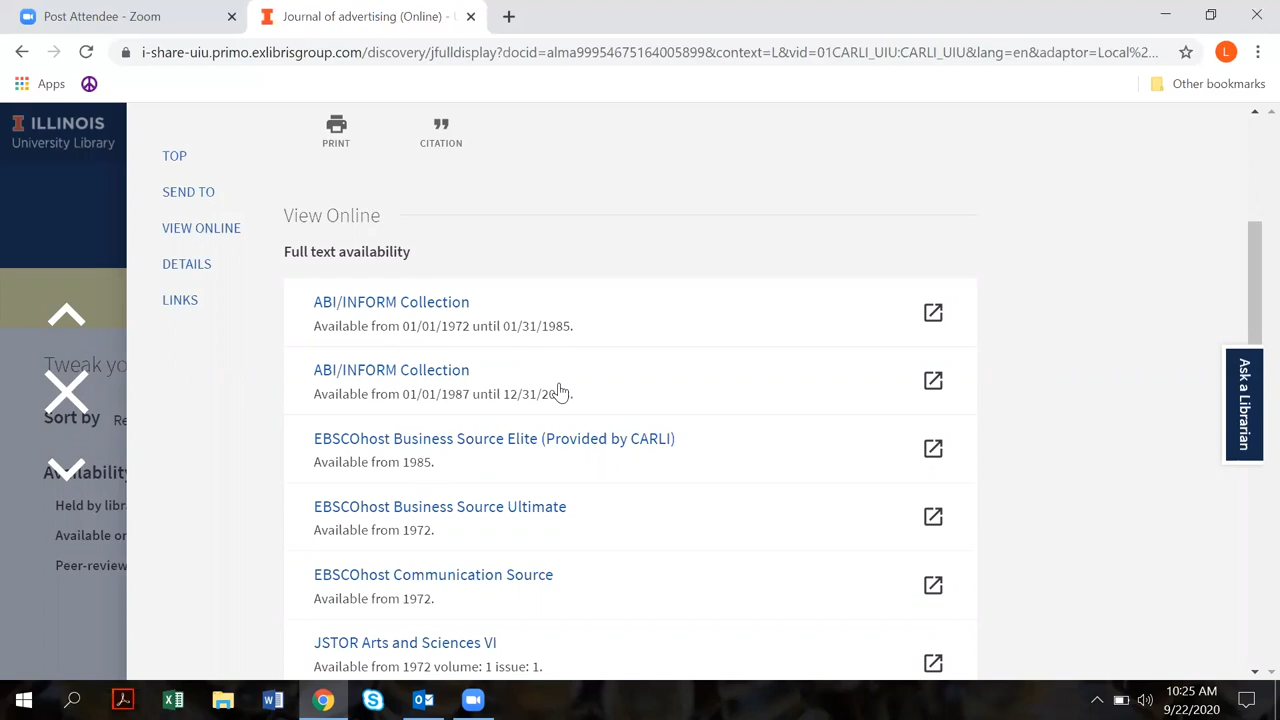 Post Attendee - Zoom
Journal of advertising (Online) -
i-share-uiu.primo.exlibrisgroup.com/discovery/jfulldisplay?docid=alma99954675164005899&context=L&vid=01CARLI_UIU:CARLI_UIU&lang=en&adaptor=Local%2...
L
Apps
Other bookmarks
I ILLINOIS
University Library
PRINT
CITATION
TOP
SEND TO
VIEW ONLINE
DETAILS
LINKS
View Online
Full text availability
ABI/INFORM Collection
Available from 01/01/1972 until 01/31/1985.
ABI/INFORM Collection
Available from 01/01/1987 until
EBSCOhost Business Source Elite (Provided by CARLI)
Available from 1985.
EBSCOhost Business Source Ultimate
Available from 1972.
EBSCOhost Communication Source
Available from 1972.
JSTOR Arts and Sciences VI
Available from 1972 volume: 1 issue: 1.
Tweak yo
Sort by Re
Availability
Held by libr
Available or
Peer-review
Ask a Librarian
10:25 AM
9/22/2020